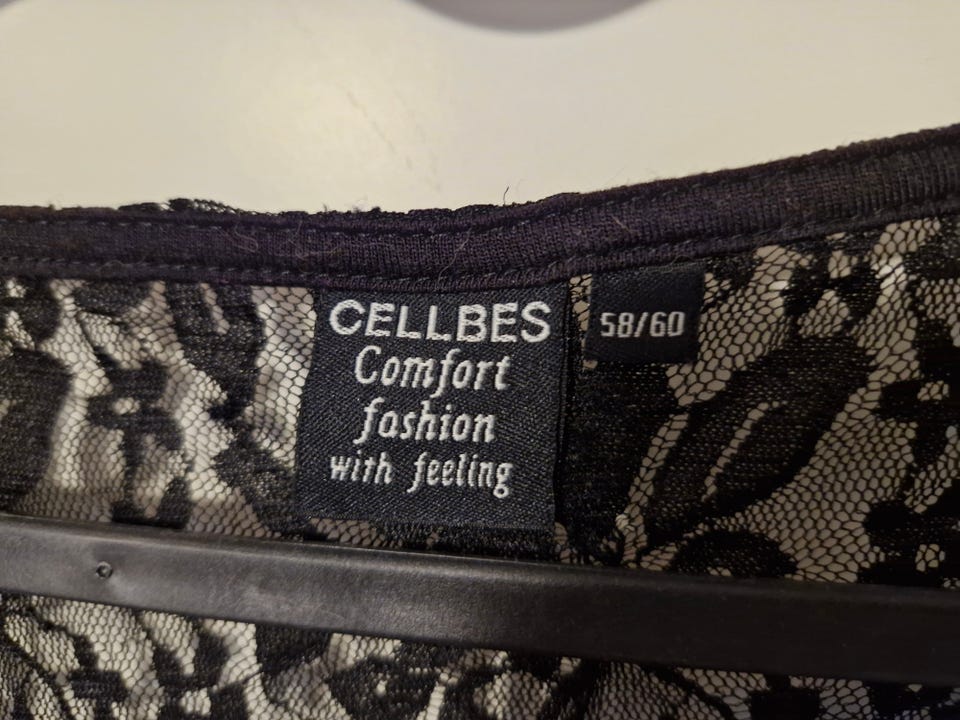 CELLBES
Comfort
fashion
with feeling
58/60